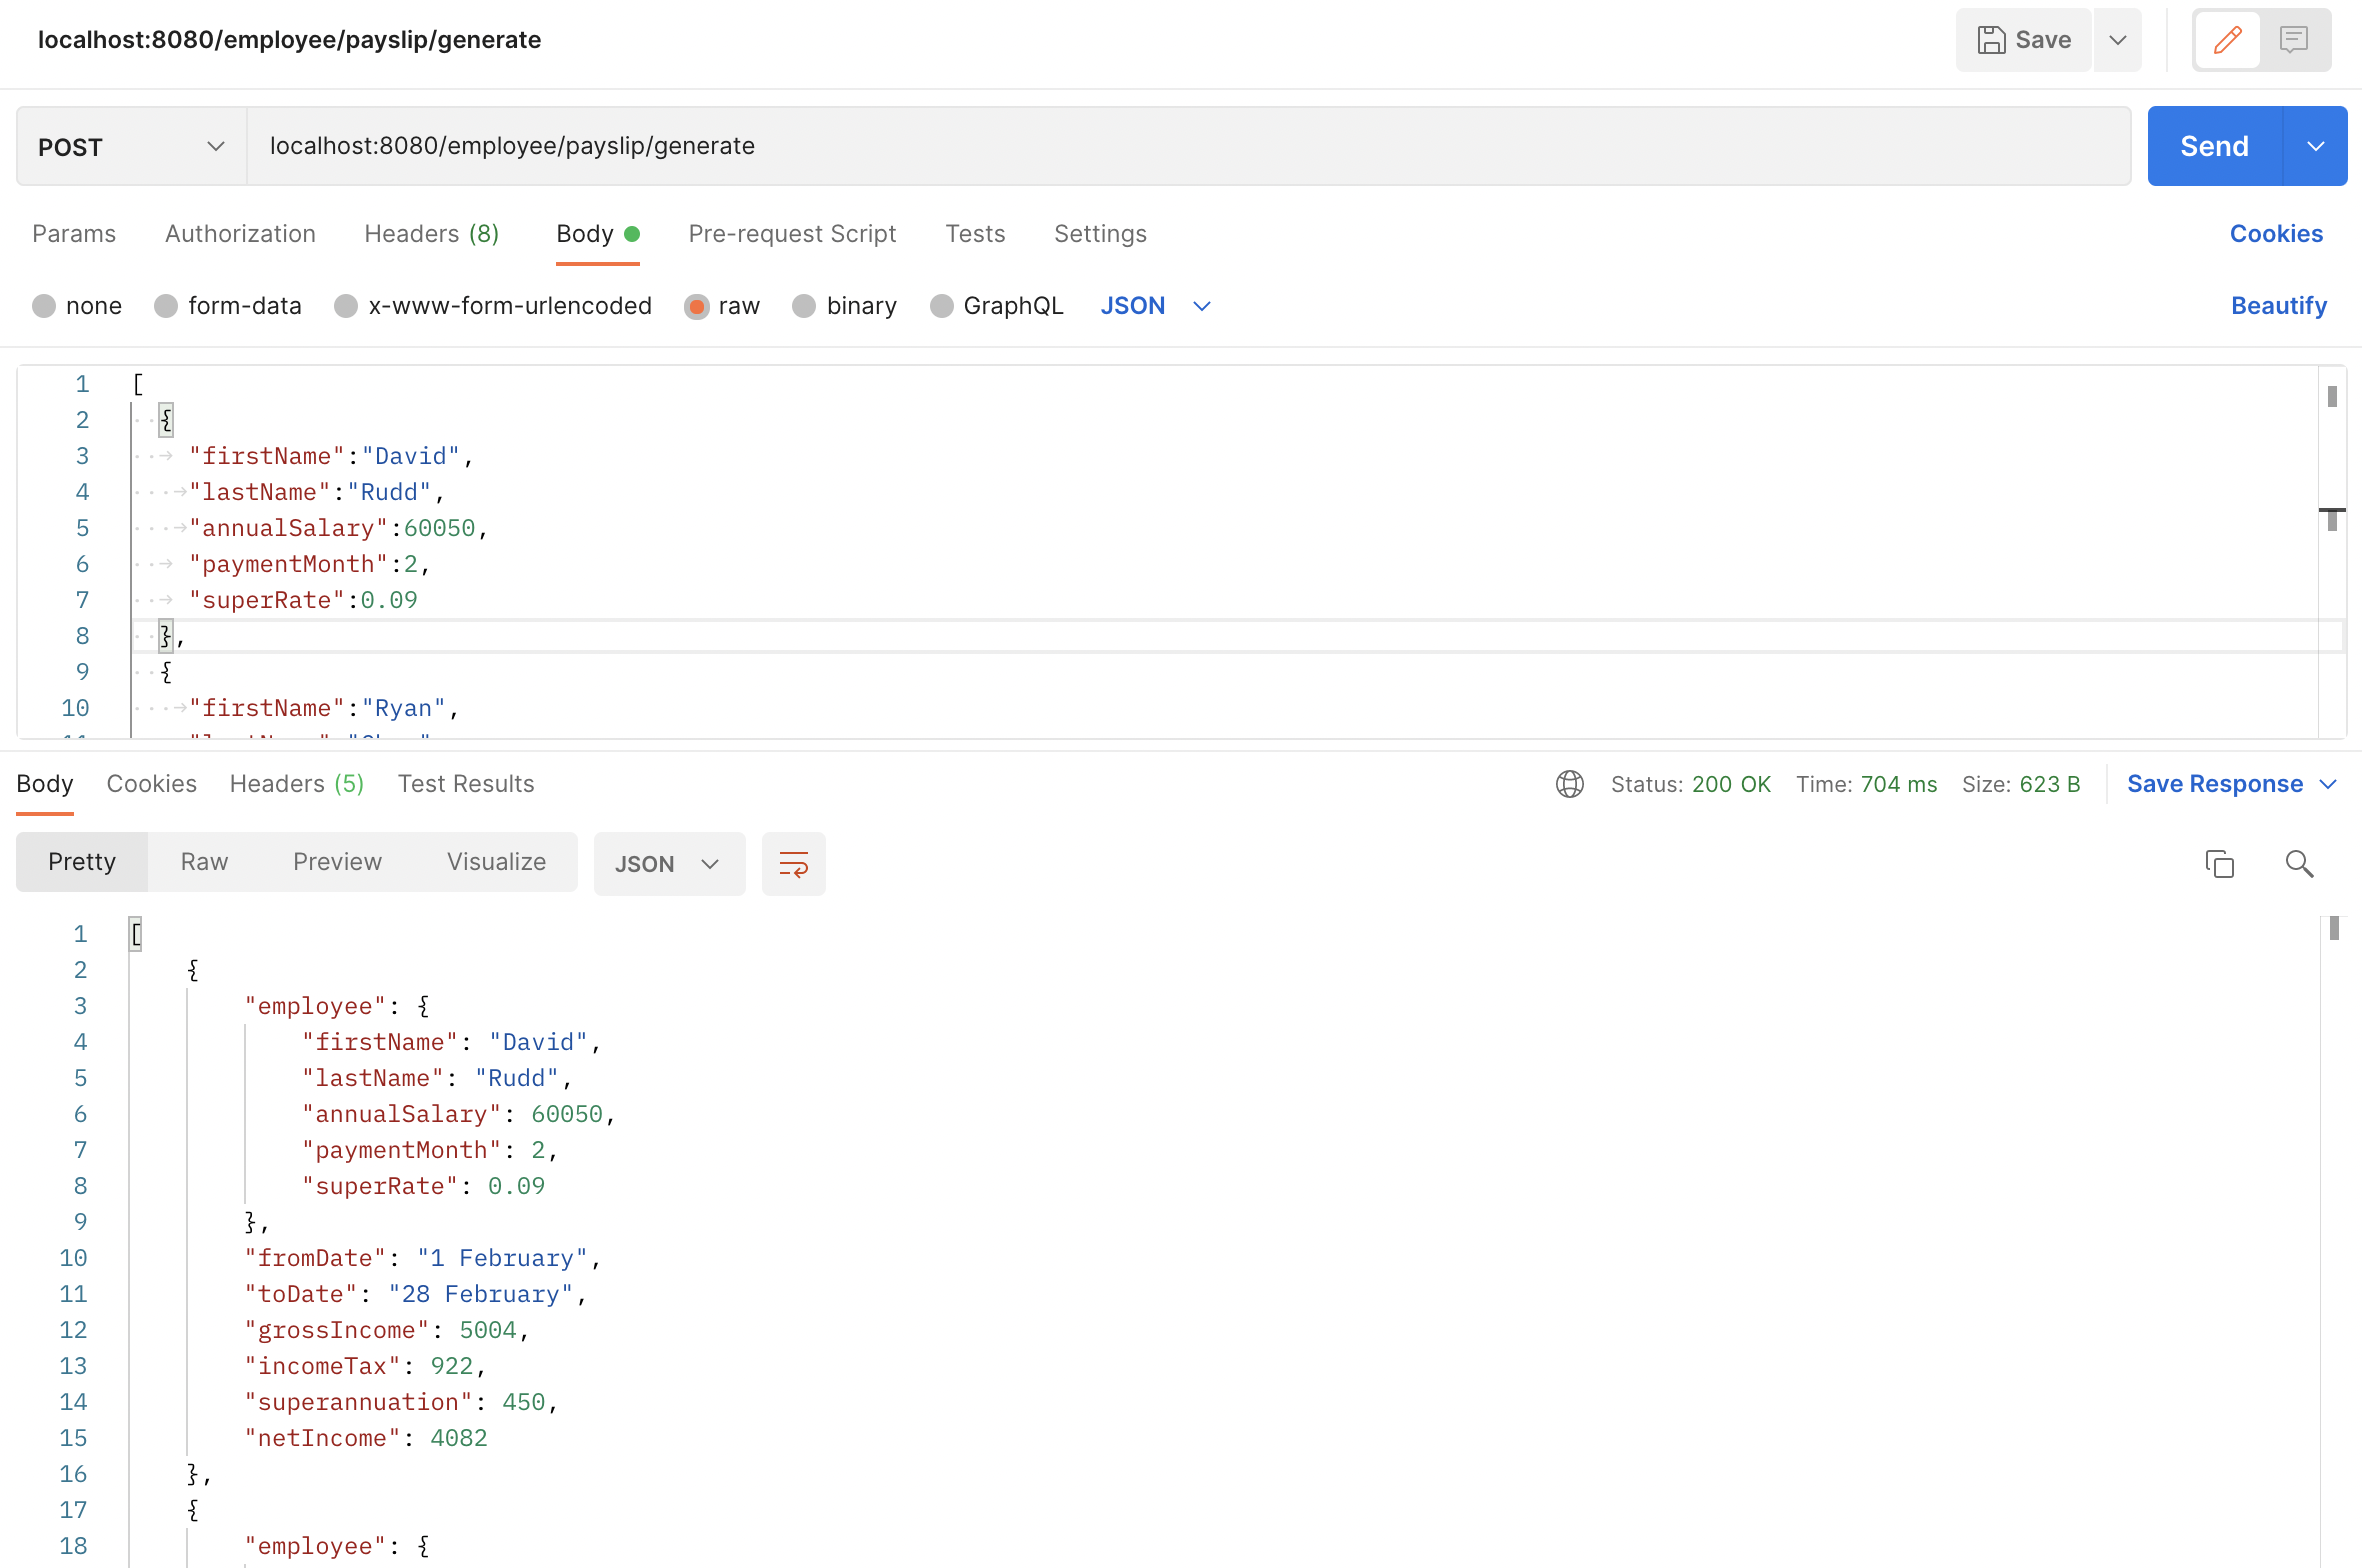 localhost:8080/employee/payslip/generate
Save
POST
localhost:8080/employee/payslip/generate
Send
Params Authorization Headers (8) Body Pre-request Script Tests Settings Cookies
none form-data x-www-form-urlencoded raw binary GraphQL JSON Beautify
1 [
2 {
3 "firstName":"David",
4 "lastName":"Rudd",
5 "annualSalary":60050,
6 "paymentMonth":2,
7 "superRate":0.09
8 },
9 {
10 "firstName":"Ryan",
Body Cookies Headers (5) Test Results Status: 200 OK Time: 704 ms Size: 623 B Save Response
Pretty Raw Preview Visualize JSON
1 [
2 {
3 "employee": {
4 "firstName": "David",
5 "lastName": "Rudd",
6 "annualSalary": 60050,
7 "paymentMonth": 2,
8 "superRate": 0.09
9 },
10 "fromDate": "1 February",
11 "toDate": "28 February",
12 "grossIncome": 5004,
13 "incomeTax": 922,
14 "superannuation": 450,
15 "netIncome": 4082
16 },
17 {
18 "employee": {